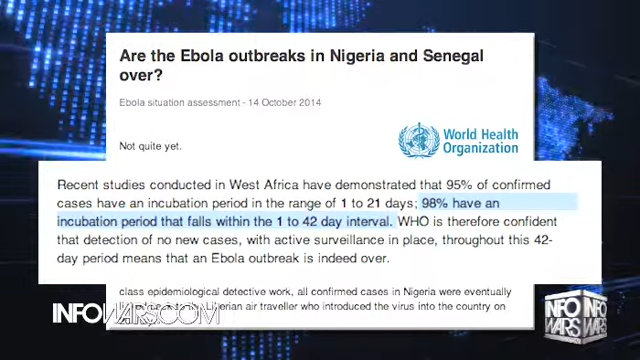 Are the Ebola outbreaks in Nigeria and Senegal
over?
Ebola situation assessment - 14 October 2014
Not quite yet.
World Health
Organization
Recent studies conducted in West Africa have demonstrated that 95% of confirmed
cases have an incubation period in the range of 1 to 21 days; 98% have an
incubation period that falls within the 1 to 42 day interval. WHO is therefore confident
that detection of no new cases, with active surveillance in place, throughout this 42-
day period means that an Ebola outbreak is indeed over.
class epidemiological detective work, all confirmed cases in Nigeria were eventually
air traveller who introduced the virus into the country on
INFOWARS.COM
INFO
WARS
INFO
WARS